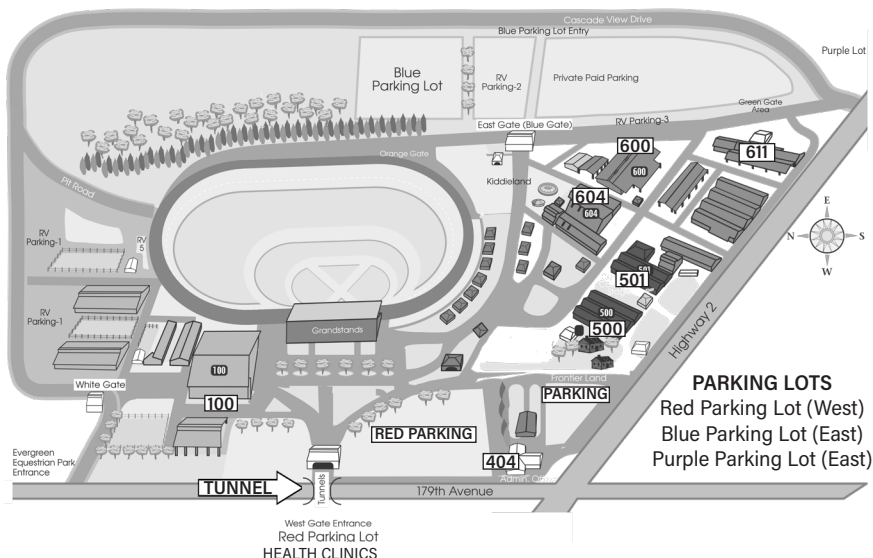 Cascade View Drive
Blue Parking Lot Entry
Purple Lot
Blue
Parking Lot
RV
Parking-2
Private Paid Parking
Green Gate
Area
RV Parking-3
East Gate (Blue Gate)
600
600
611
Orange Gate
Kiddieland
604
604
Pit Road
RV
Parking-1
RV
5
E
N
S
W
501
501
RV
Parking-1
500
500
Grandstands
Highway 2
100
100
White Gate
Frontier Land
PARKING
PARKING LOTS
Red Parking Lot (West)
Blue Parking Lot (East)
Purple Parking Lot (East)
RED PARKING
Evergreen
Equestrian Park
Entrance
404
Admin.
TUNNEL
Tunnels
179th Avenue
West Gate Entrance
Red Parking Lot
HEALTH CLINICS